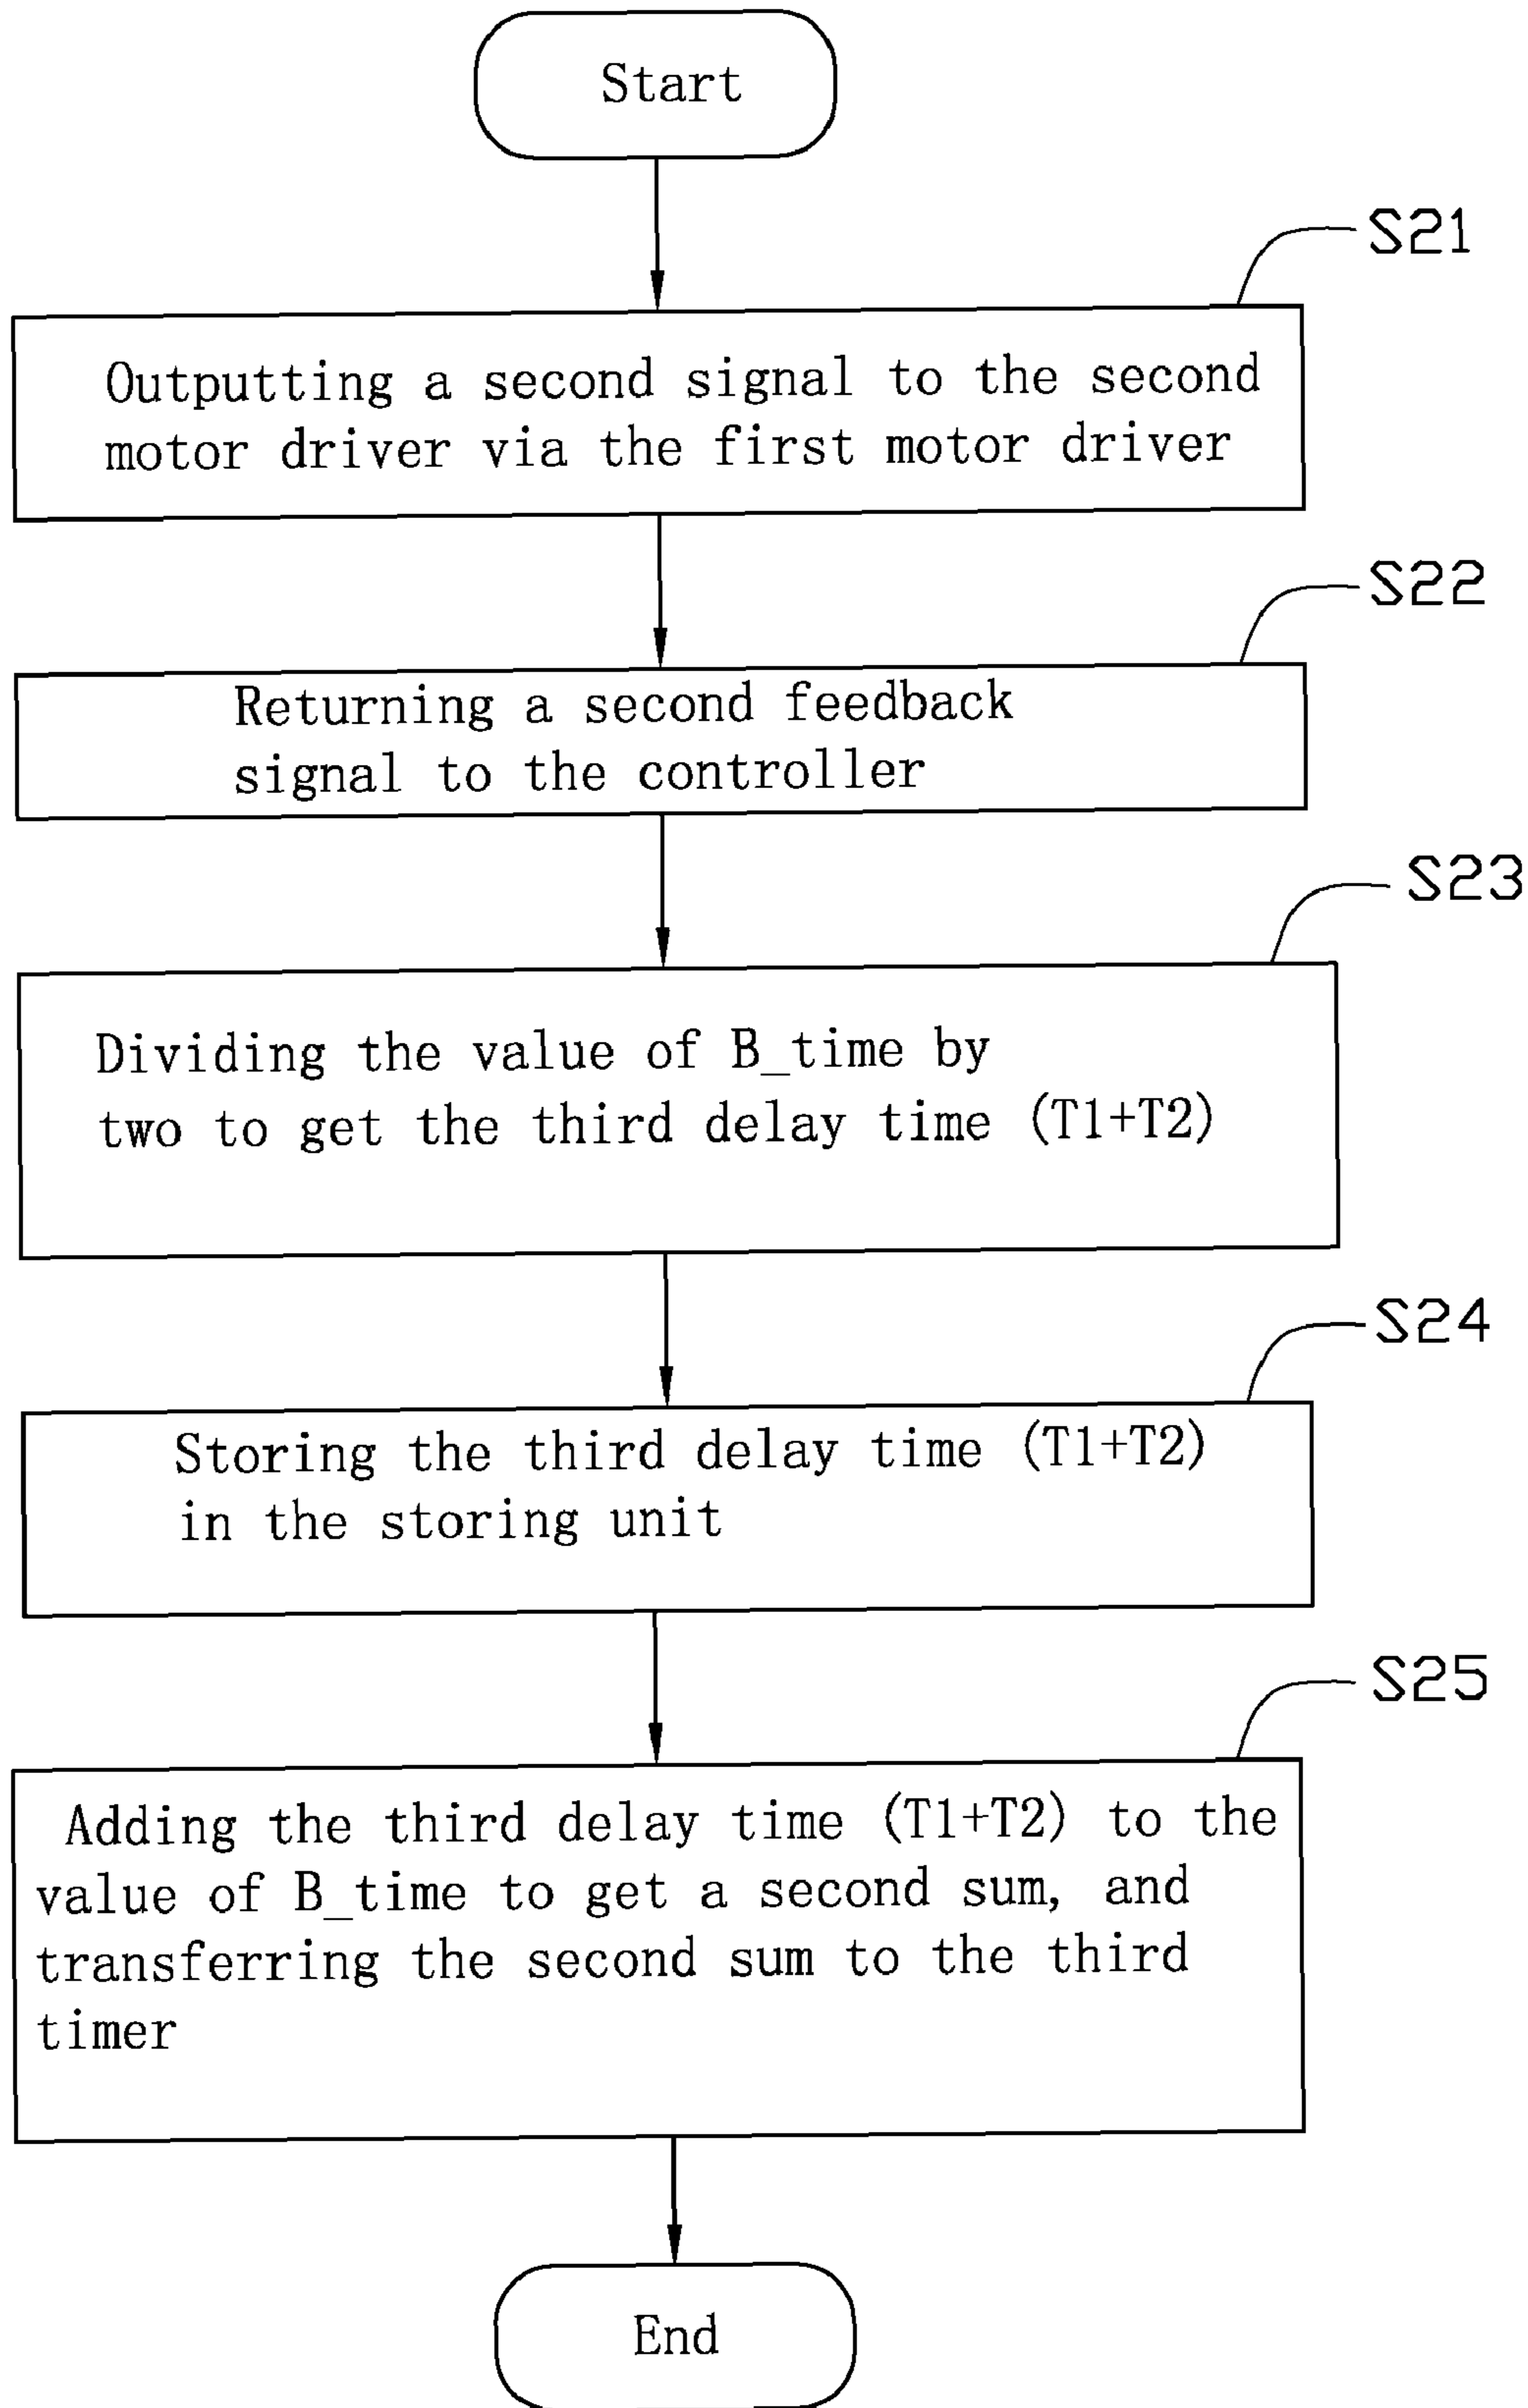 Start
S21
Outputting a second signal to the second
motor driver via the first motor driver
S22
Returning a second feedback
signal to the controller
S23
Dividing the value of B_time by
two to get the third delay time (T1+T2)
S24
Storing the third delay time (T1+T2)
in the storing unit
S25
Adding the third delay time (T1+T2) to the
value of B_time to get a second sum, and
transferring the second sum to the third
timer
End